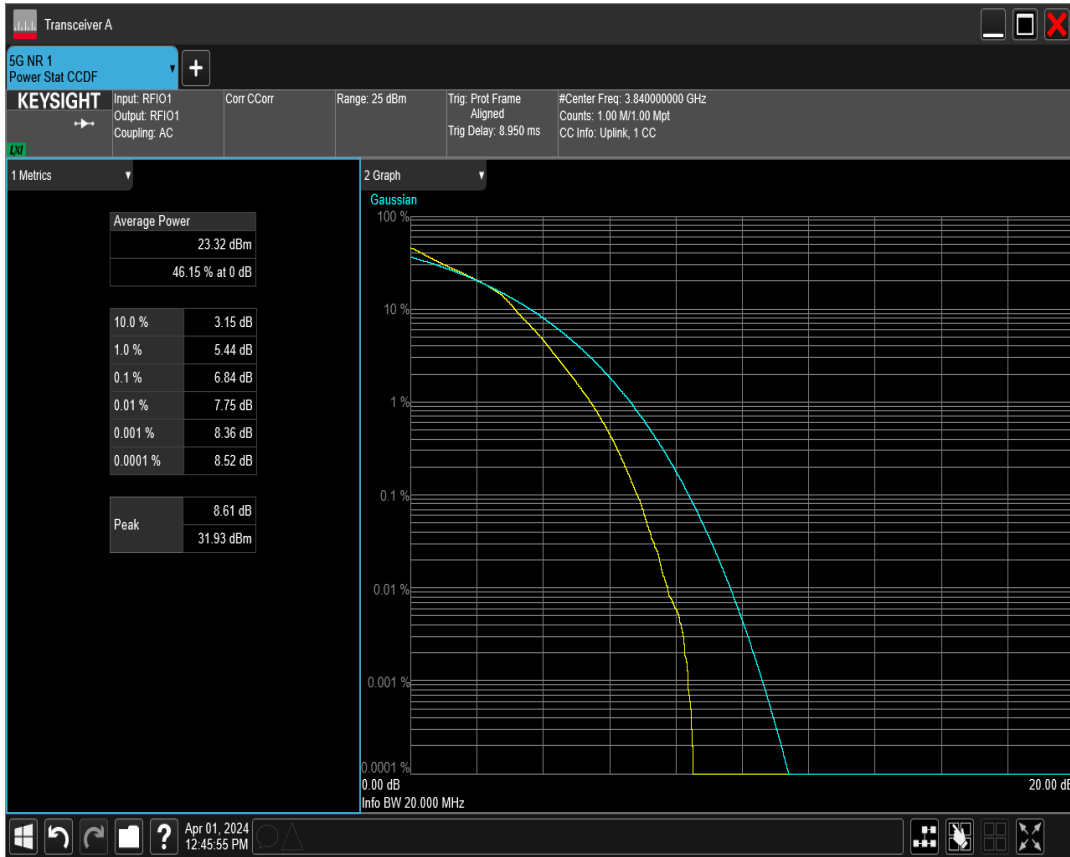 Transceiver A
5G NR 1
Power Stat CCDF
KEYSIGHT
LXI
Input: RFIO1
Output: RFIO1
Coupling: AC
Corr CCorr
Range: 25 dBm
Trig: Prot Frame
Aligned
Trig Delay: 8.950 ms
#Center Freq: 3.840000000 GHz
Counts: 1.00 M/1.00 Mpt
CC Info: Uplink, 1 CC
1 Metrics
Average Power
23.32 dBm
46.15 % at 0 dB
10.0 % 3.15 dB
1.0 % 5.44 dB
0.1 % 6.84 dB
0.01 % 7.75 dB
0.001 % 8.36 dB
0.0001 % 8.52 dB
Peak
8.61 dB
31.93 dBm
2 Graph
Gaussian
100 %
10 %
1 %
0.1 %
0.01 %
0.001 %
0.0001 %
0.00 dB 20.00 dB
Info BW 20.000 MHz
?
Apr 01, 2024
12:45:55 PM